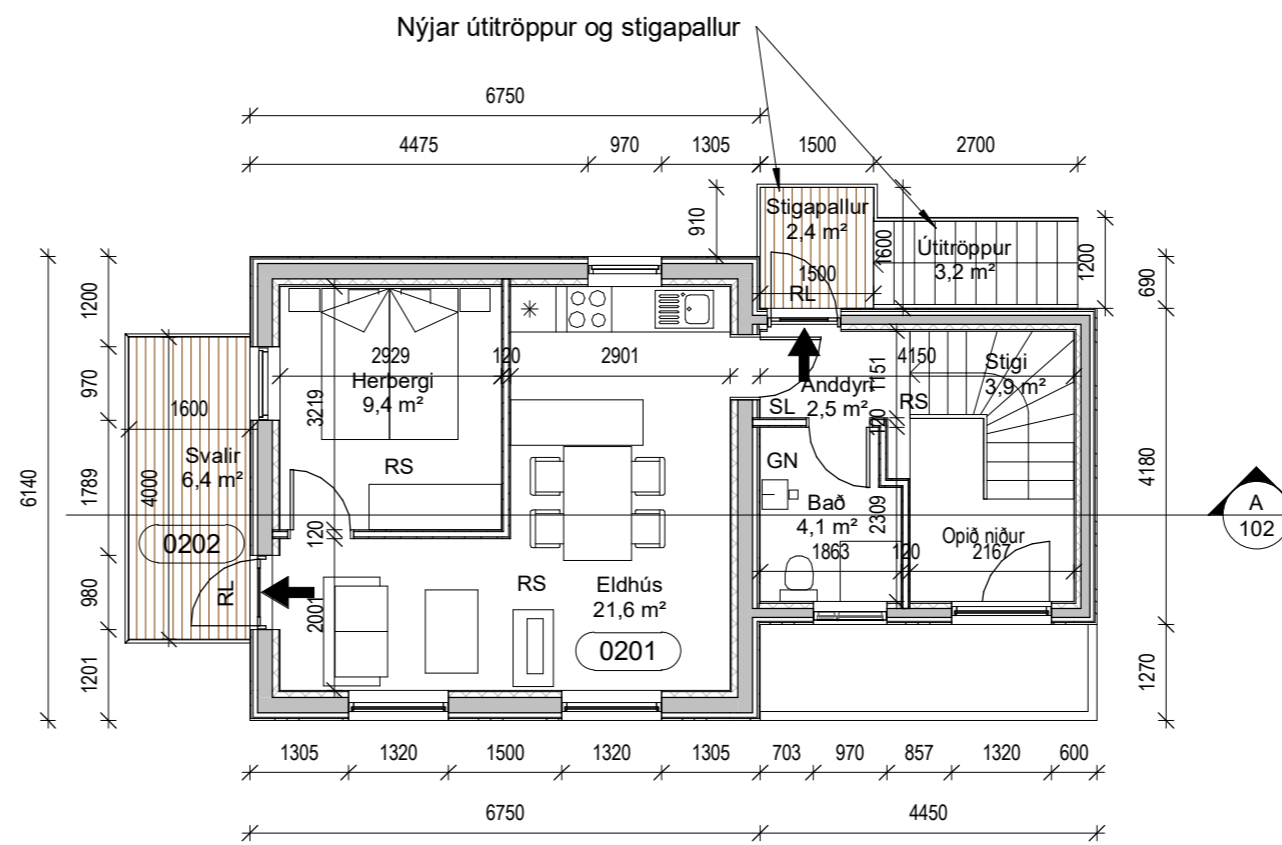 Nýjar útitröppur og stigapallur
6750
4475 970 1305 1500 2700
910
Stigapallur
2,4 m²
1500
RL
1600
Útitröppur
3,2 m²
1200
690
1200
970
1789
980
1201
6140
1600
Svalir
6,4 m²
4000
0202
RL
2929 120 2901
Herbergi
9,4 m²
3219
RS
120
2001
RS
Eldhús
21,6 m²
0201
4150
1151
Anddyri
2,5 m²
SL
RS
120
Stigi
3,9 m²
GN
Bað
4,1 m²
2309
1863 120 2167
Opið niður
4180
1270
A
102
1305 1320 1500 1320 1305 703 970 857 1320 600
6750 4450